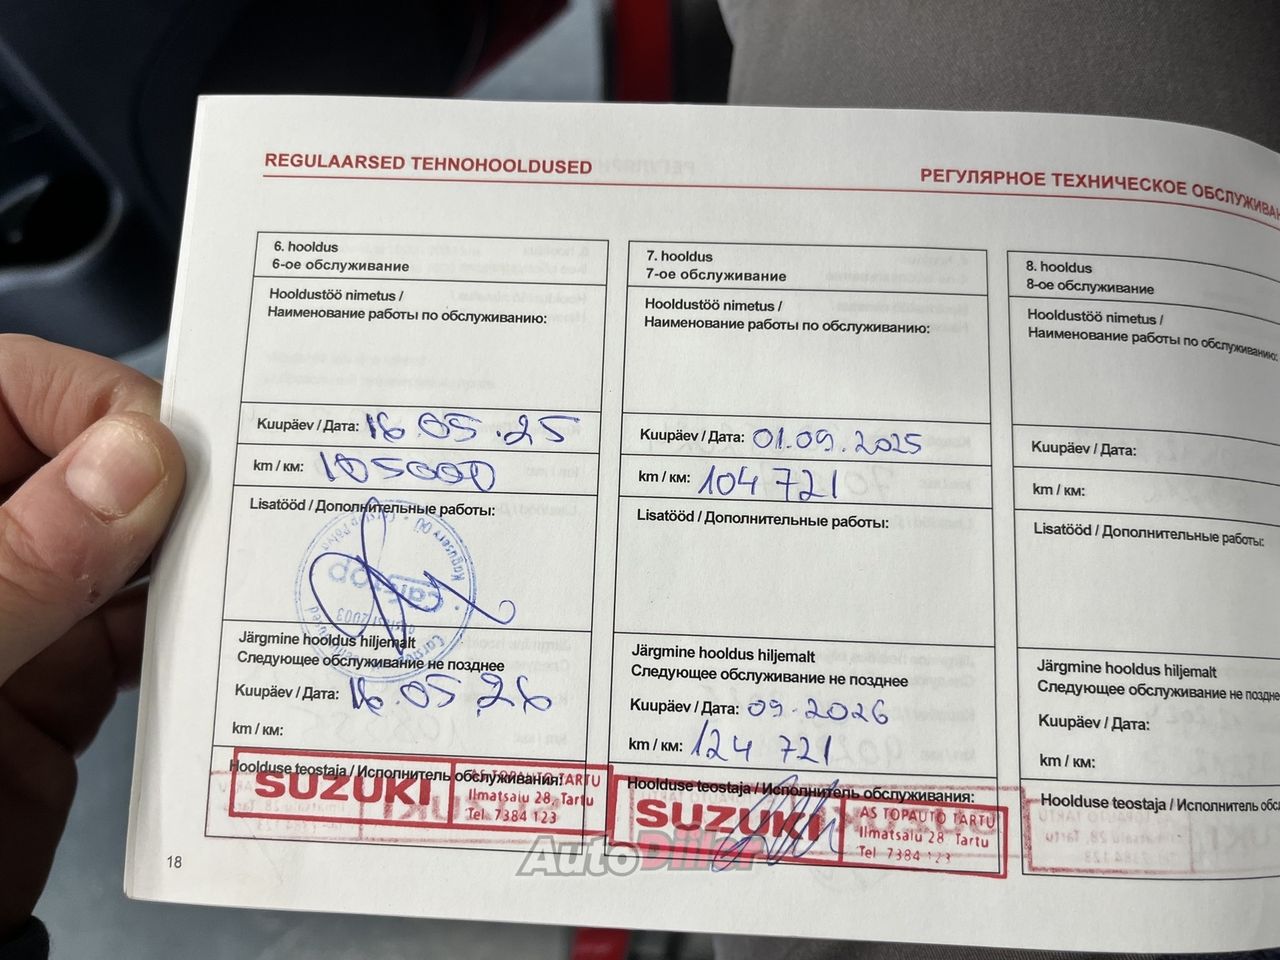 REGULAARSED TEHNOHOOLDUSED
РЕГУЛЯРНОЕ ТЕХНИЧЕСКОЕ ОБСЛУЖИВАН
6. hooldus
6-ое обслуживание
Hooldustöö nimetus /
Наименование работы по обслуживанию:
Kuupäev / Дата: 16.05.25
km / км: 105000
Lisatööd / Дополнительные работы:
Järgmine hooldus hiljemalt
Следующее обслуживание не позднее
Kuupäev / Дата: 16.05.26
km / км:
Hoolduse teostaja / Исполнитель обслуживания:
SUZUKI
AS TOPAUTO TARTU
Ilmatsalu 28, Tartu
Tel. 7384 123
7. hooldus
7-ое обслуживание
Hooldustöö nimetus /
Наименование работы по обслуживанию:
Kuupäev / Дата: 01.09.2025
km / км: 104 721
Lisatööd / Дополнительные работы:
Järgmine hooldus hiljemalt
Следующее обслуживание не позднее
Kuupäev / Дата: 09.2026
km / км: 124 721
Hoolduse teostaja / Исполнитель обслуживания:
SUZUKI
AS TOPAUTO TARTU
Ilmatsalu 28, Tartu
Tel. 7384 123
8. hooldus
8-ое обслуживание
Hooldustöö nimetus /
Наименование работы по обслуживанию:
Kuupäev / Дата:
km / км:
Lisatööd / Дополнительные работы:
Järgmine hooldus hiljemalt
Следующее обслуживание не позднее
Kuupäev / Дата:
km / км:
Hoolduse teostaja / Исполнитель обсл
18
AutoDiiler